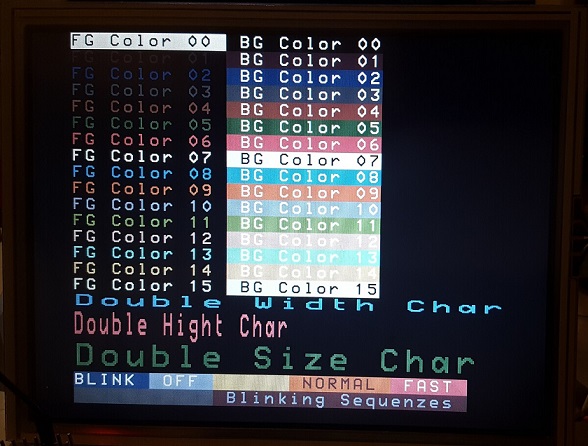 FG Color 00 BG Color 00
FG Color 01 BG Color 01
FG Color 02 BG Color 02
FG Color 03 BG Color 03
FG Color 04 BG Color 04
FG Color 05 BG Color 05
FG Color 06 BG Color 06
FG Color 07 BG Color 07
FG Color 08 BG Color 08
FG Color 09 BG Color 09
FG Color 10 BG Color 10
FG Color 11 BG Color 11
FG Color 12 BG Color 12
FG Color 13 BG Color 13
FG Color 14 BG Color 14
FG Color 15 BG Color 15
Double Width Char
Double Hight Char
Double Size Char
BLINK OFF NORMAL FAST
Blinking Sequenzes